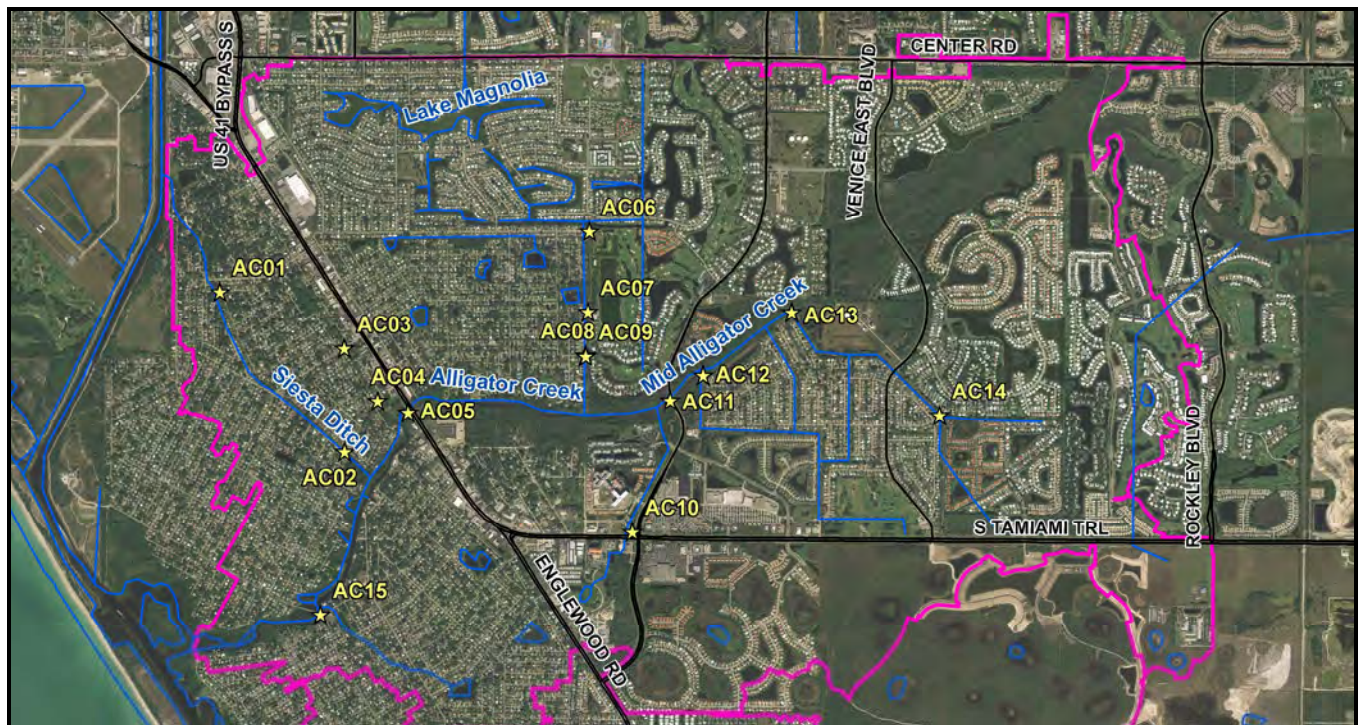 CENTER RD
US 41 BYPASS S
VENICE EAST BLVD
Lake Magnolia
AC06
AC01
AC07
AC13
AC03
AC08
AC09
Mid Alligator Creek
AC12
Alligator Creek
AC04
AC11
AC05
AC14
Siesta Ditch
AC02
ROCKLEY BLVD
AC10
S TAMIAMI TRL
ENGLEWOOD RD
AC15